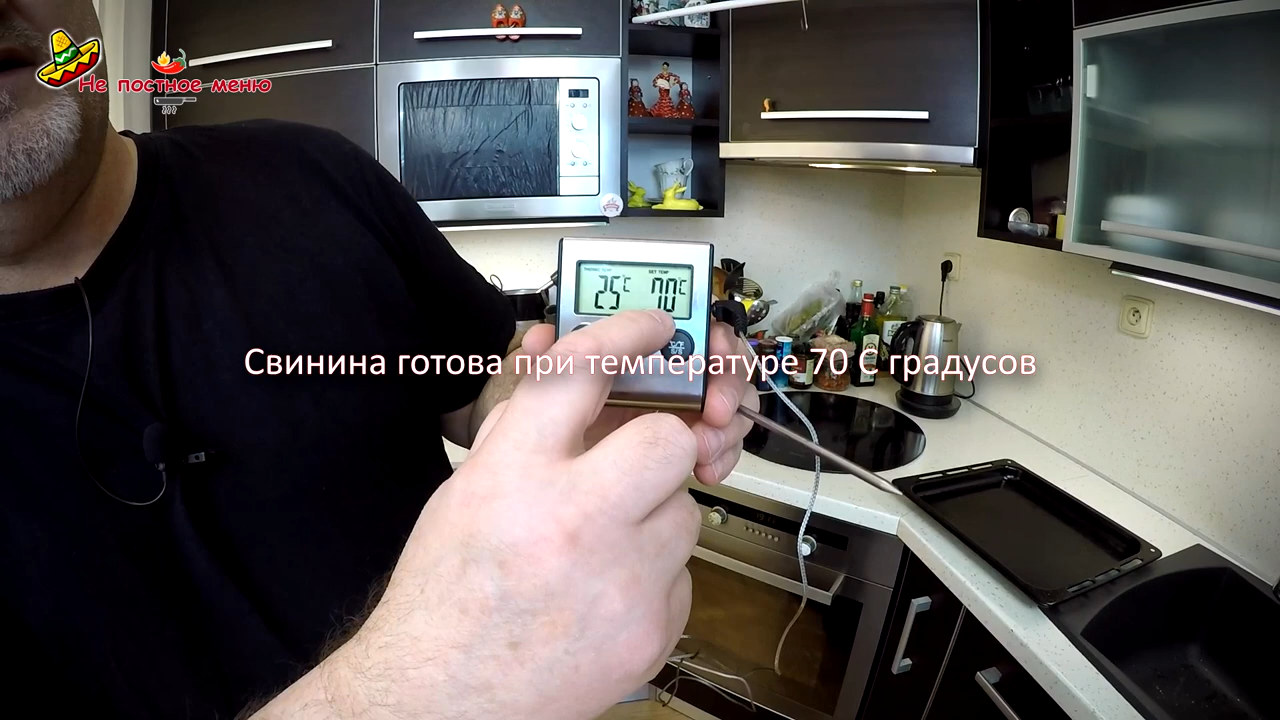 Не постное меню
SET TEMP
25°C 70°C
Свинина готова при температуре 70 С градусов